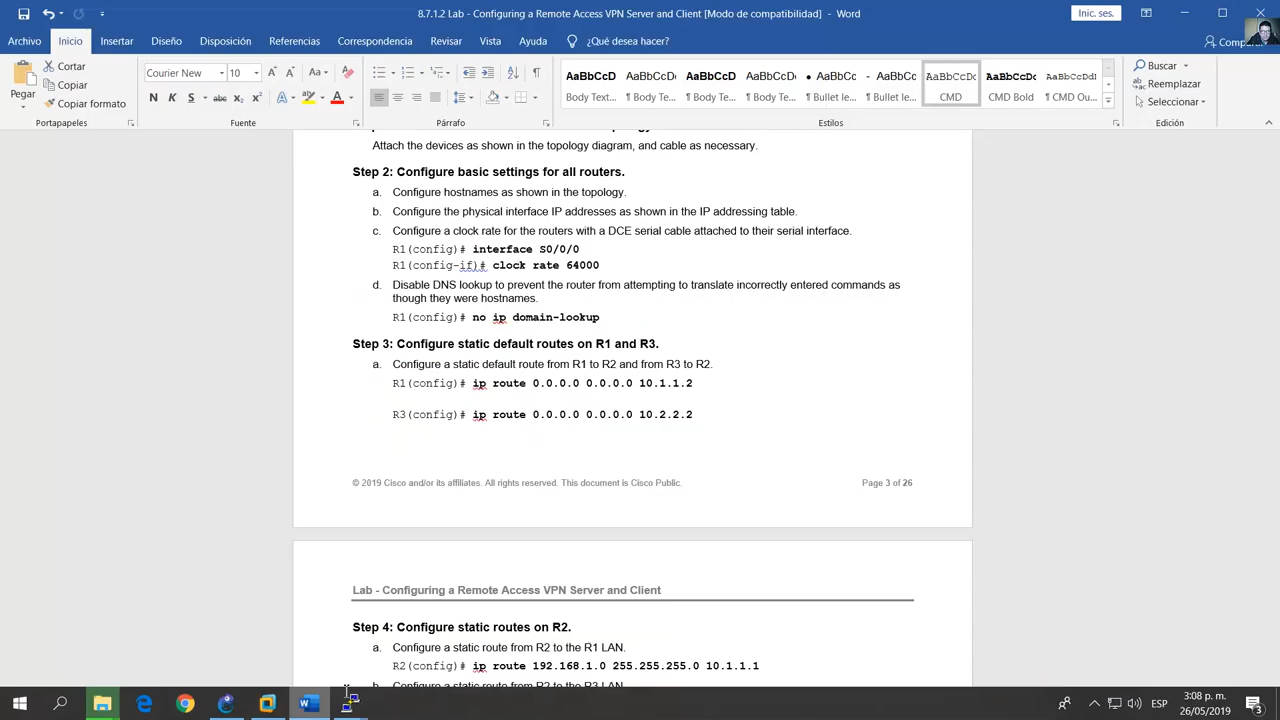 8.7.1.2 Lab - Configuring a Remote Access VPN Server and Client [Modo de compatibilidad] - Word
Inic. ses.
Archivo Inicio Insertar Diseño Disposición Referencias Correspondencia Revisar Vista Ayuda ¿Qué desea hacer?
Pegar
Cortar
Copiar
Copiar formato
Portapapeles
Courier New 10
N K S abc
Fuente
Párrafo
AaBbCcD Body Text...
AaBbCcDı ¶ Body Te...
AaBbCcD ¶ Body Te...
AaBbCcDı ¶ Body Te...
• AaBbCc ¶ Bullet le...
- AaBbCc ¶ Bullet le...
AaBbCcDc CMD
AaBbCcDc CMD Bold
AaBbCcDdI ¶ CMD Ou...
Estilos
Buscar
Reemplazar
Seleccionar
Edición
Attach the devices as shown in the topology diagram, and cable as necessary.
Step 2: Configure basic settings for all routers.
a. Configure hostnames as shown in the topology.
b. Configure the physical interface IP addresses as shown in the IP addressing table.
c. Configure a clock rate for the routers with a DCE serial cable attached to their serial interface.
R1(config)# interface S0/0/0
R1(config-if)# clock rate 64000
d. Disable DNS lookup to prevent the router from attempting to translate incorrectly entered commands as
though they were hostnames.
R1(config)# no ip domain-lookup
Step 3: Configure static default routes on R1 and R3.
a. Configure a static default route from R1 to R2 and from R3 to R2.
R1(config)# ip route 0.0.0.0 0.0.0.0 10.1.1.2
R3(config)# ip route 0.0.0.0 0.0.0.0 10.2.2.2
© 2019 Cisco and/or its affiliates. All rights reserved. This document is Cisco Public. Page 3 of 26
Lab - Configuring a Remote Access VPN Server and Client
Step 4: Configure static routes on R2.
a. Configure a static route from R2 to the R1 LAN.
R2(config)# ip route 192.168.1.0 255.255.255.0 10.1.1.1
b. Configure a static route from R2 to the R3 LAN.
ESP
3:08 p. m.
26/05/2019
3